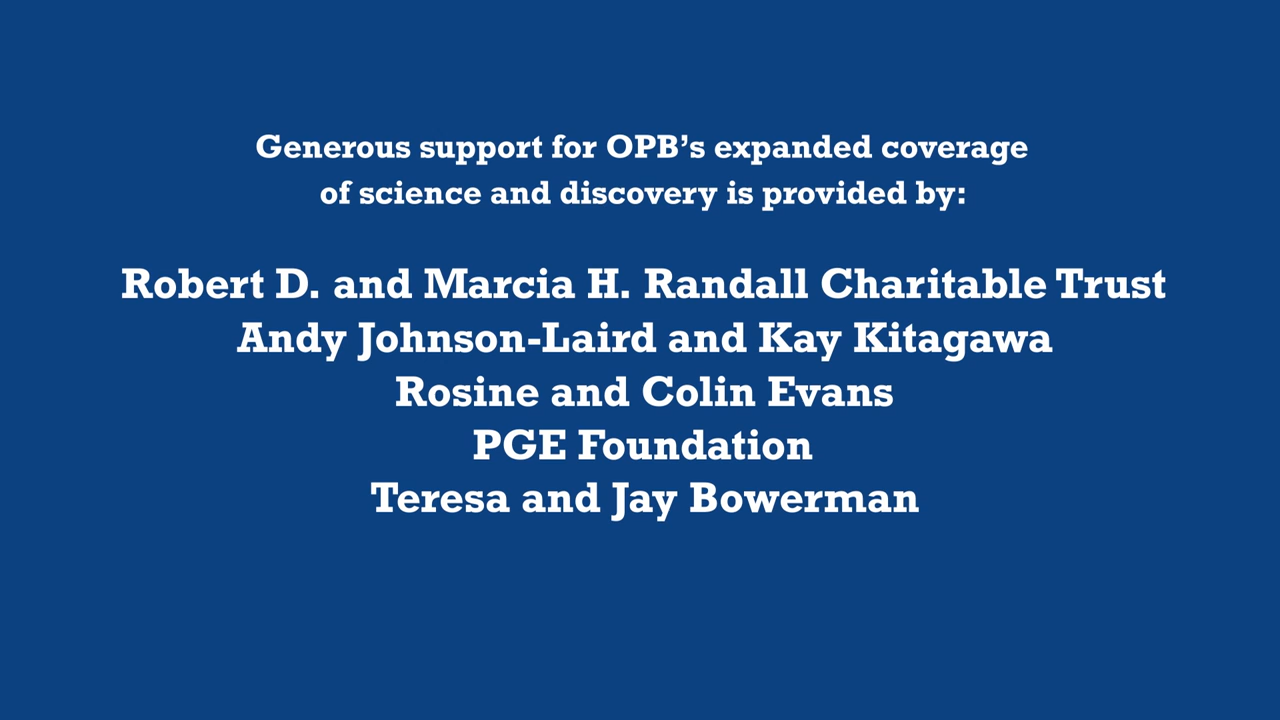 Generous support for OPB’s expanded coverage
of science and discovery is provided by:
Robert D. and Marcia H. Randall Charitable Trust
Andy Johnson-Laird and Kay Kitagawa
Rosine and Colin Evans
PGE Foundation
Teresa and Jay Bowerman